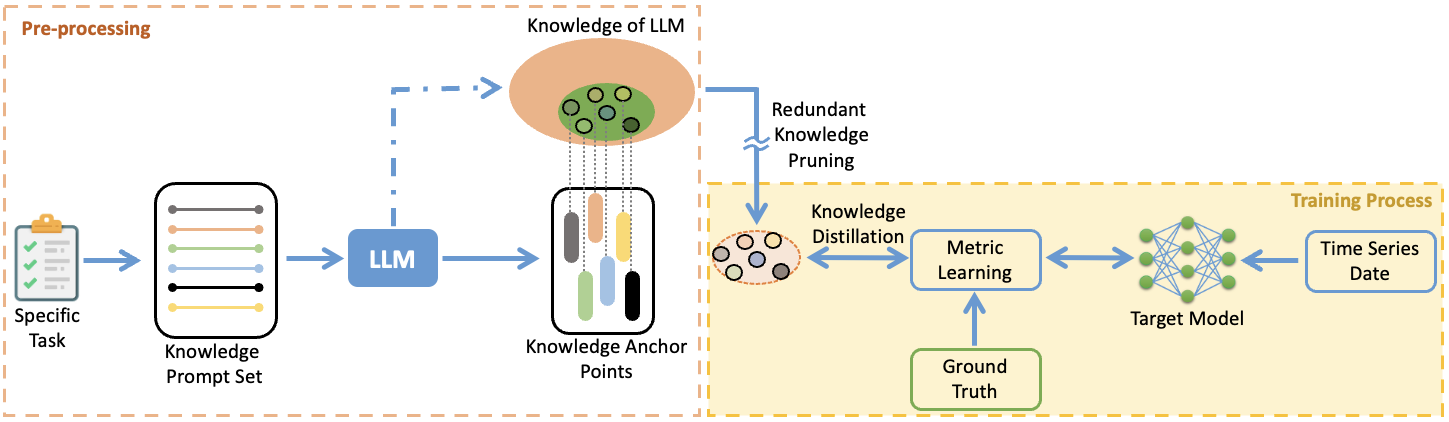 Pre-processing
Knowledge of LLM
Redundant
Knowledge
Pruning
Training Process
Specific
Task
Knowledge
Prompt Set
LLM
Knowledge Anchor
Points
Knowledge
Distillation
Metric
Learning
Ground
Truth
Target Model
Time Series
Date